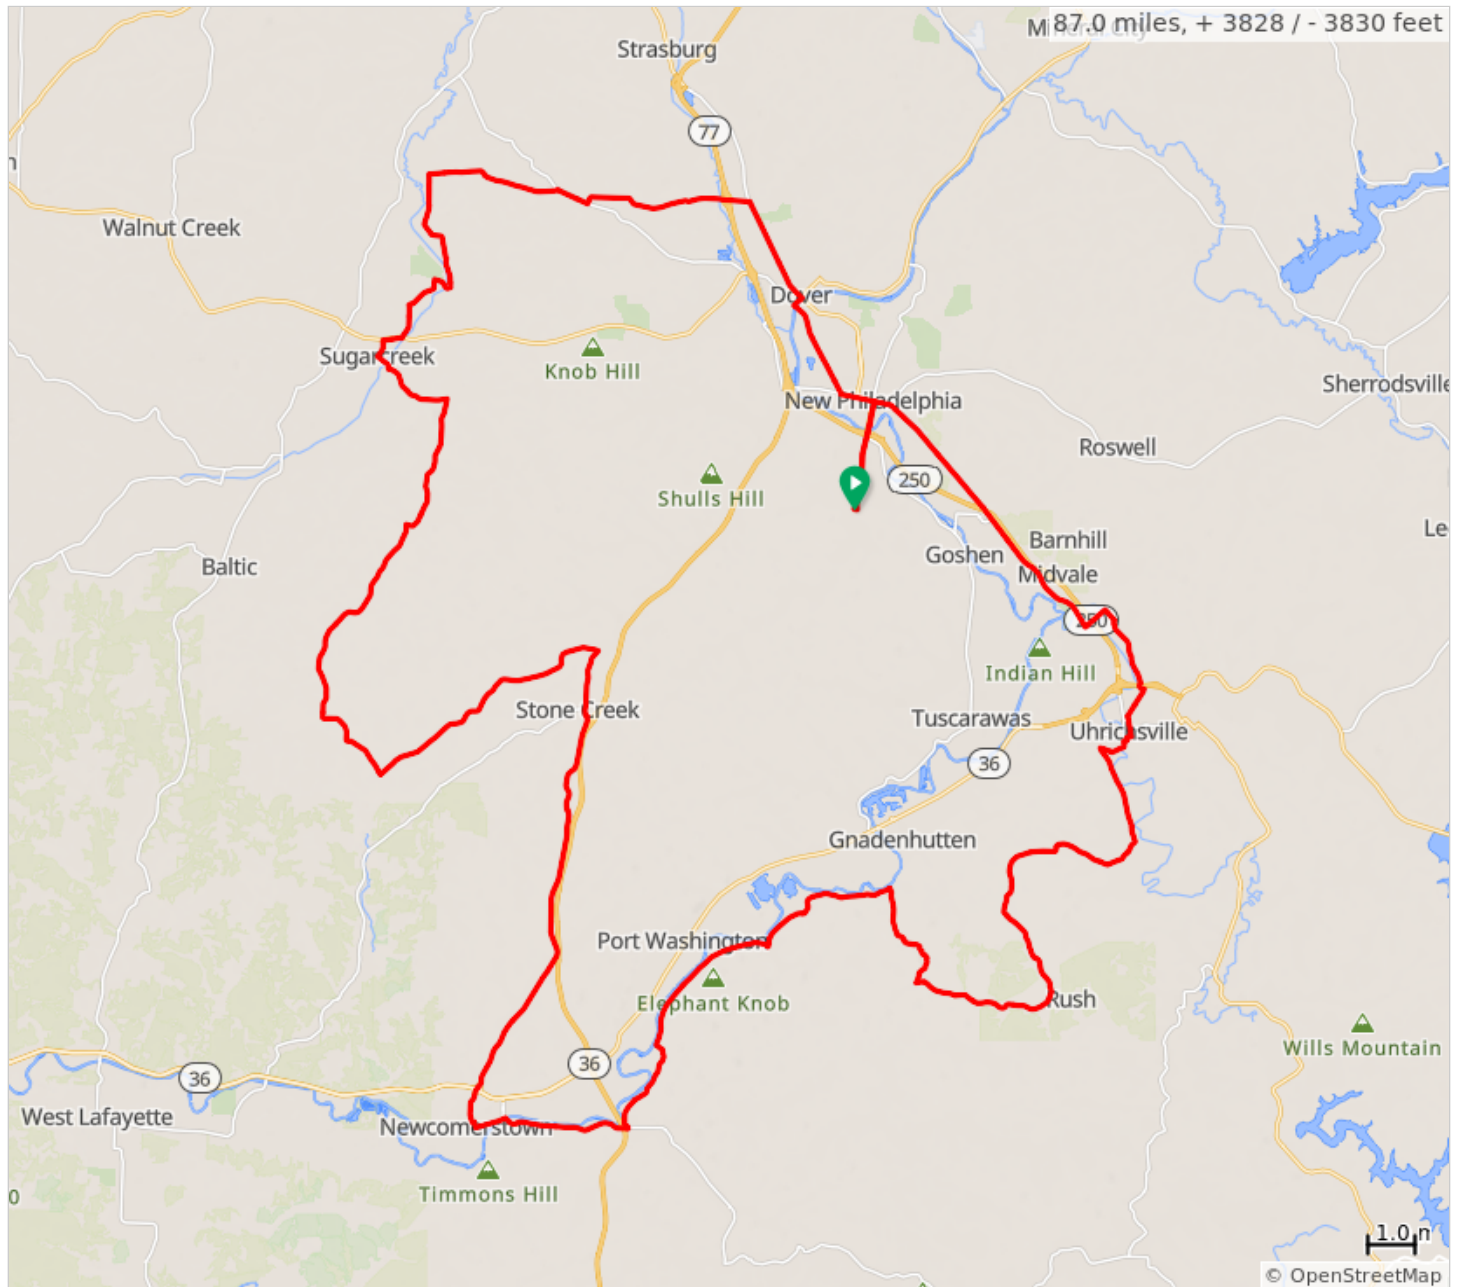 87.0 miles, + 3828 / - 3830 feet
Strasburg
77
Walnut Creek
Dover
Sugarcreek
Knob Hill
New Philadelphia
Sherrodsville
Roswell
Shulls Hill
250
Barnhill
Goshen
Midvale
Baltic
250
Indian Hill
Stone Creek
Tuscarawas
Uhrichsville
36
Gnadenhutten
Port Washington
Elephant Knob
Rush
Wills Mountain
36
36
West Lafayette
Newcomerstown
Timmons Hill
0
1.0
© OpenStreetMap